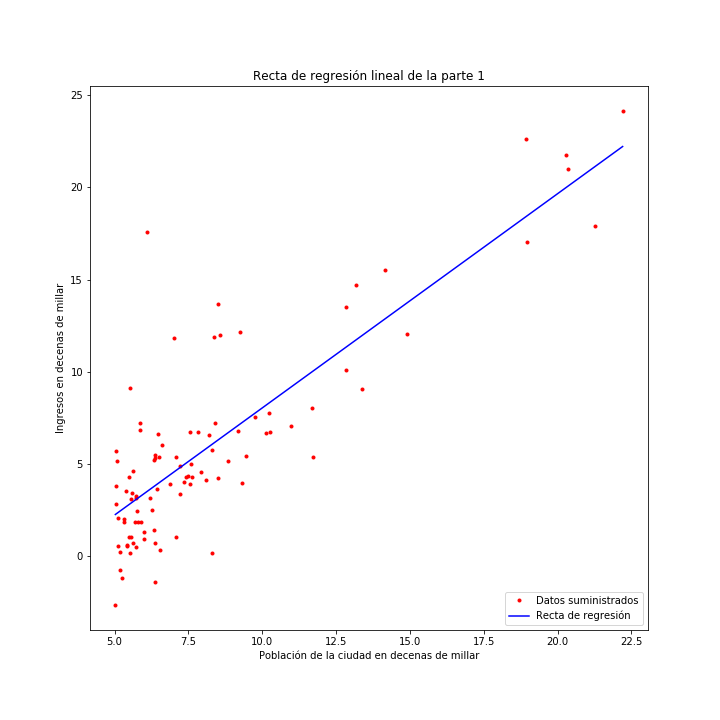 Recta de regresión lineal de la parte 1
25
20
15
10
5
0
Ingresos en decenas de millar
5.0 7.5 10.0 12.5 15.0 17.5 20.0 22.5
Población de la ciudad en decenas de millar
Datos suministrados
Recta de regresión